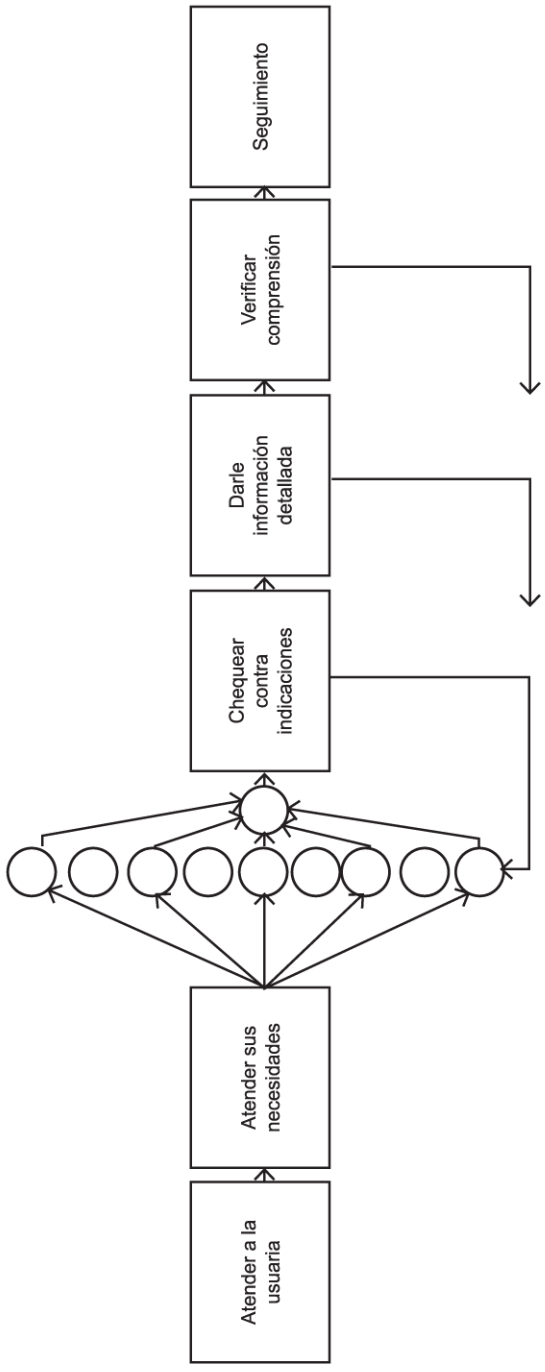 Atender a la
usuaria
Atender sus
necesidades
Chequear
contra
indicaciones
Darle
información
detallada
Verificar
comprensión
Seguimiento